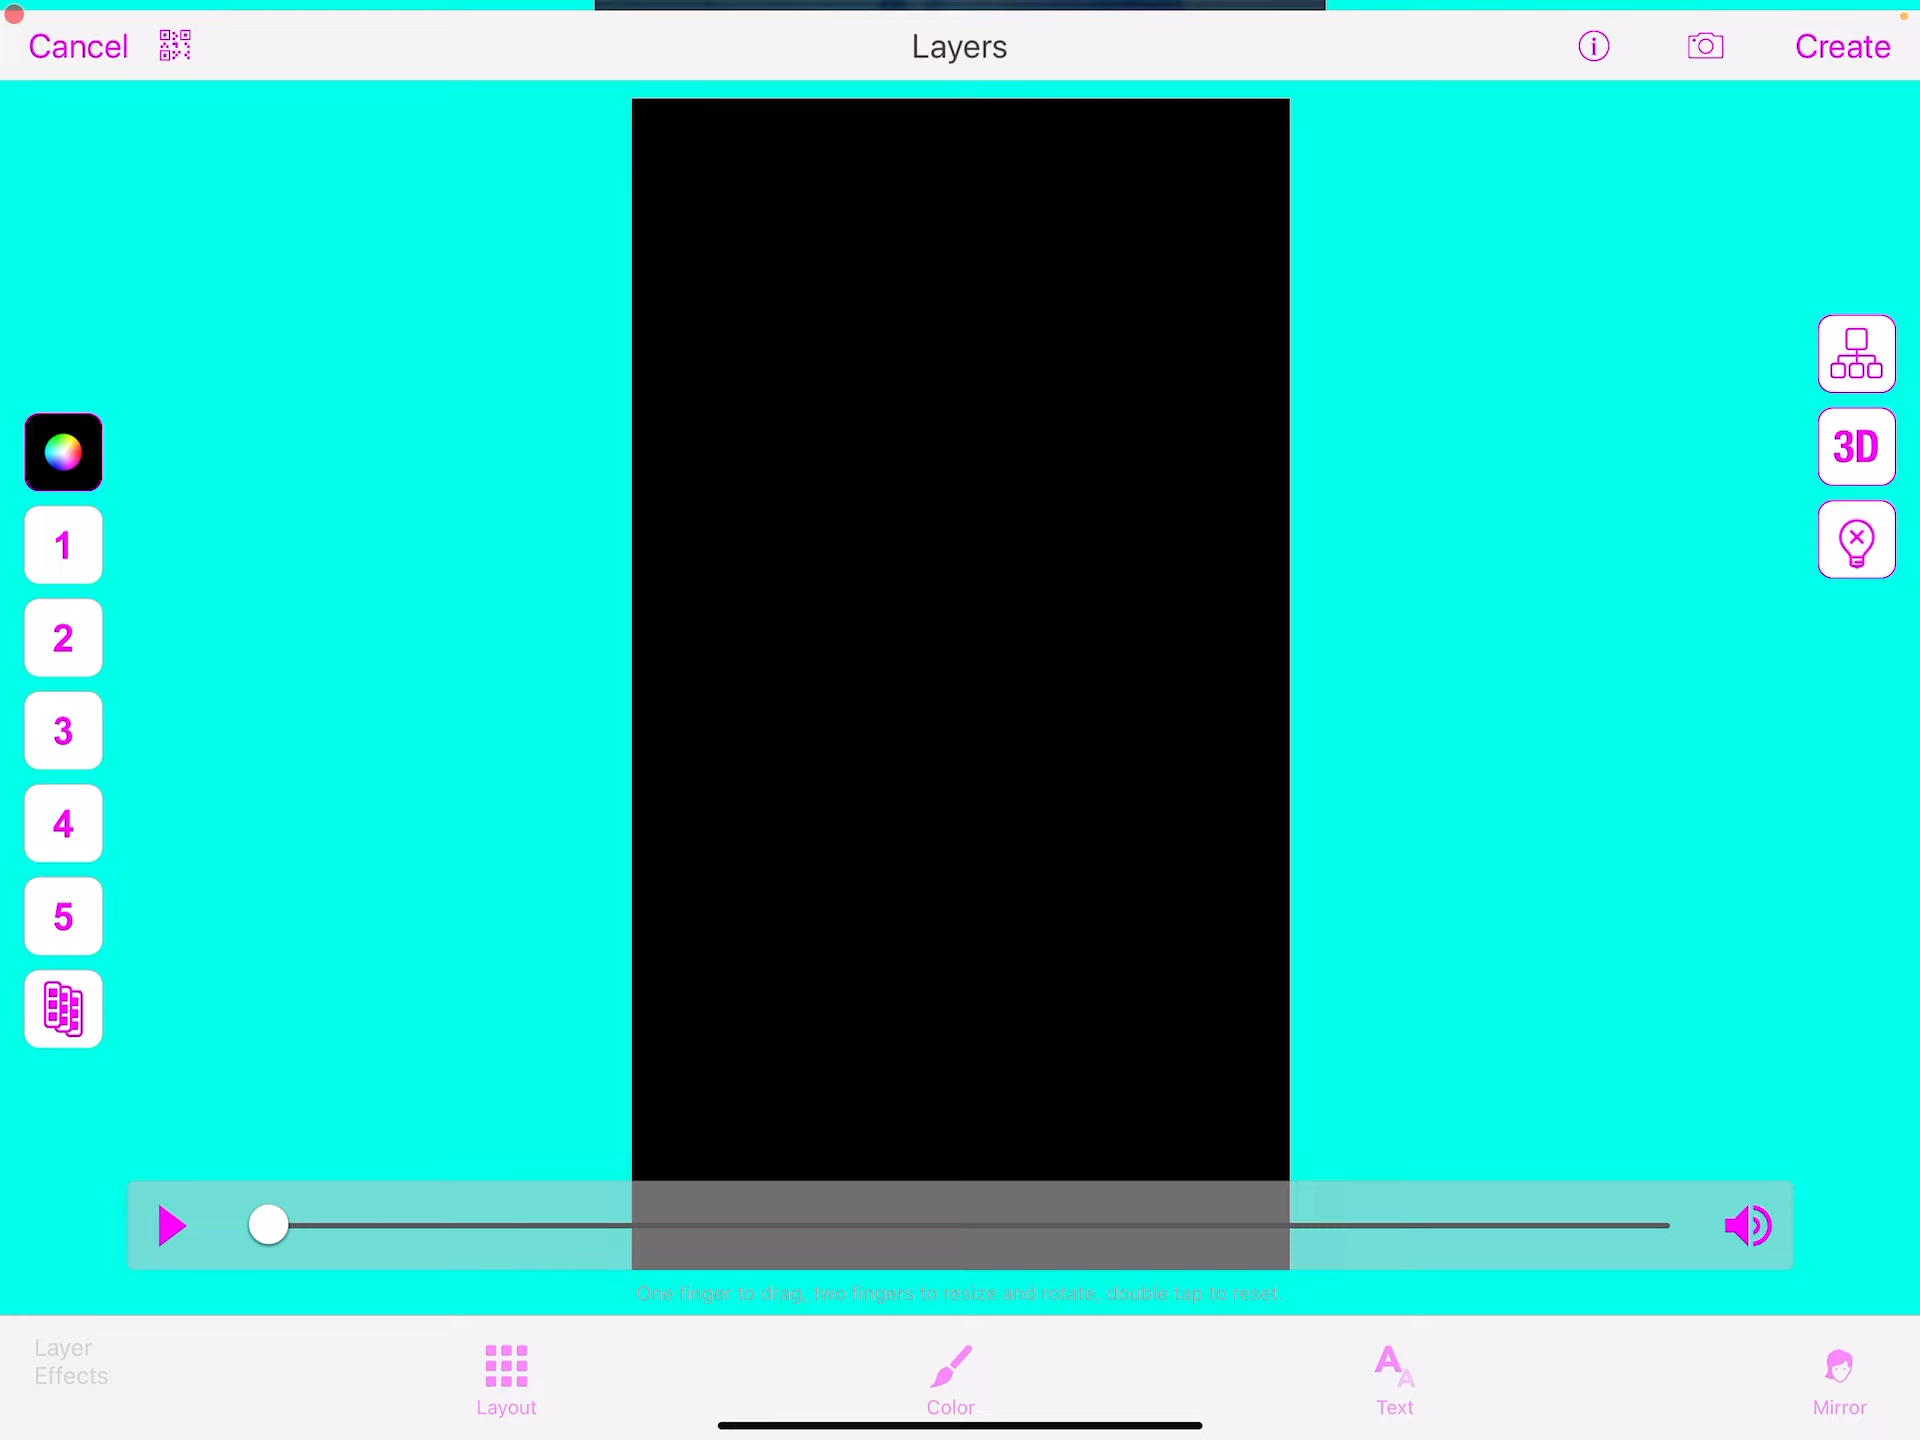 Cancel
Layers
Create
3D
1
2
3
4
5
One finger to drag, two fingers to resize and rotate, double tap to reset.
Layer
Effects
Layout
Color
Text
Mirror